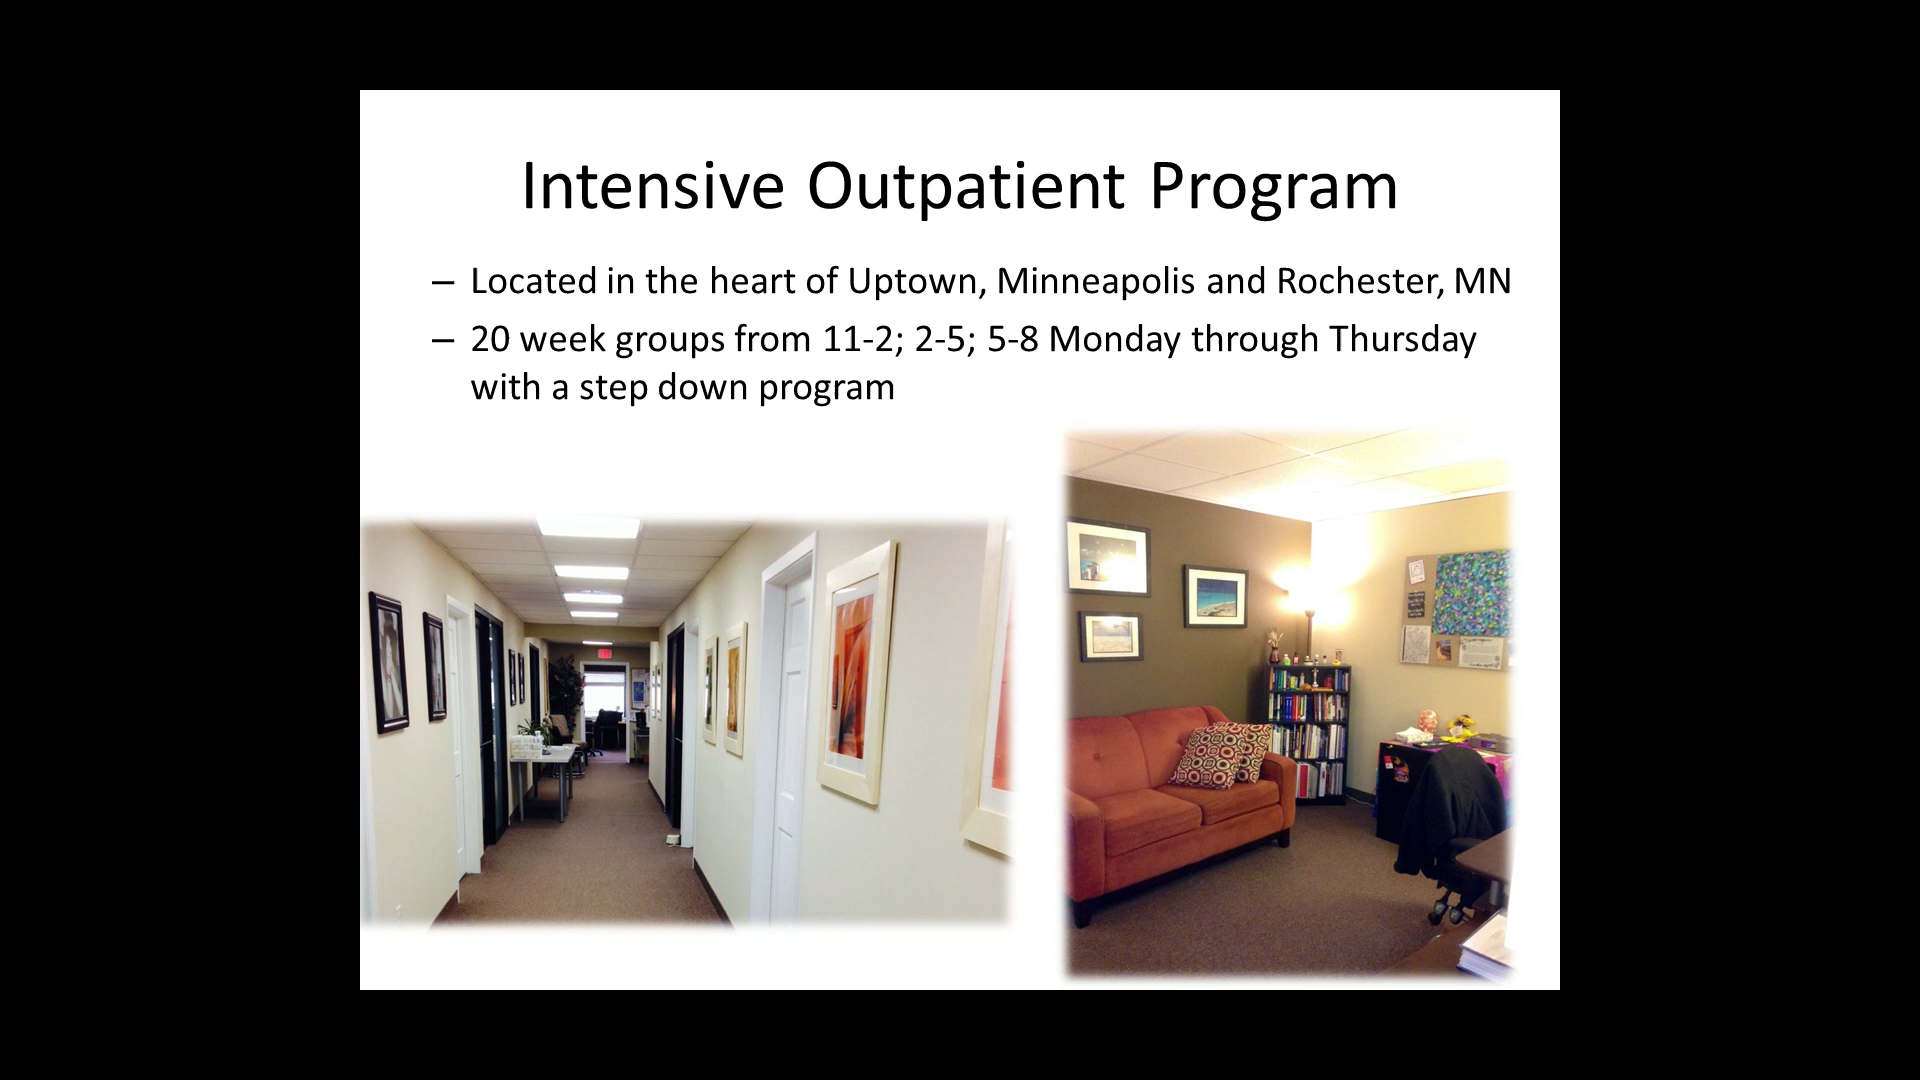 Intensive Outpatient Program
– Located in the heart of Uptown, Minneapolis and Rochester, MN
– 20 week groups from 11-2; 2-5; 5-8 Monday through Thursday
with a step down program